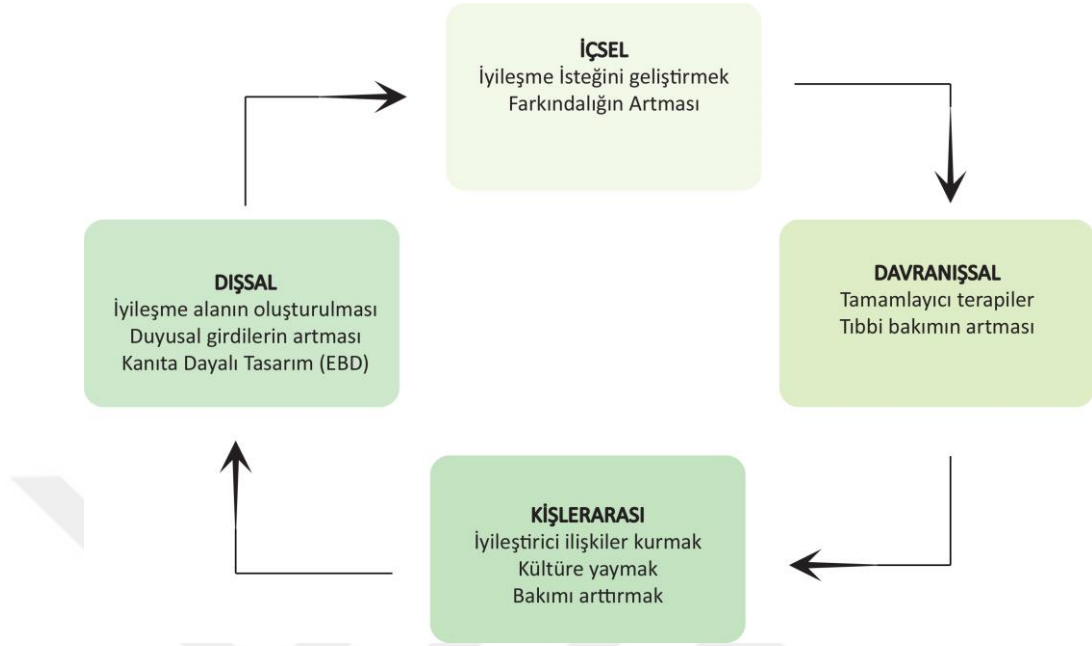 İÇSEL
İyileşme İsteğini geliştirmek
Farkındalığın Artması
DAVRANIŞSAL
Tamamlayıcı terapiler
Tıbbi bakımın artması
KİŞLERARASI
İyileştirici ilişkiler kurmak
Kültüre yaymak
Bakımı arttırmak
DIŞSAL
İyileşme alanın oluşturulması
Duyusal girdilerin artması
Kanıta Dayalı Tasarım (EBD)